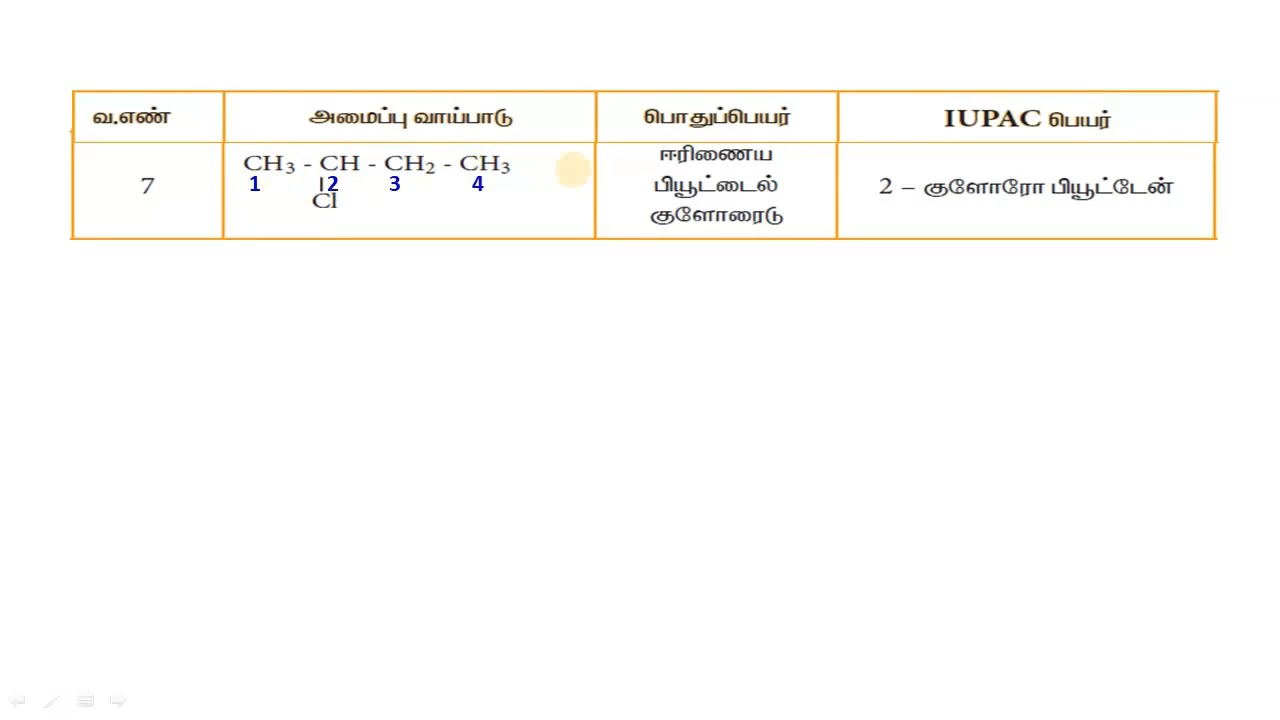 வ.எண் அமைப்பு வாய்பாடு பொதுப்பெயர் IUPAC பெயர்
7
CH₃ - CH - CH₂ - CH₃
1 2 3 4
Cl
ஈரிணைய
பியூட்டைல்
குளோரைடு
2 – குளோரோ பியூட்டேன்